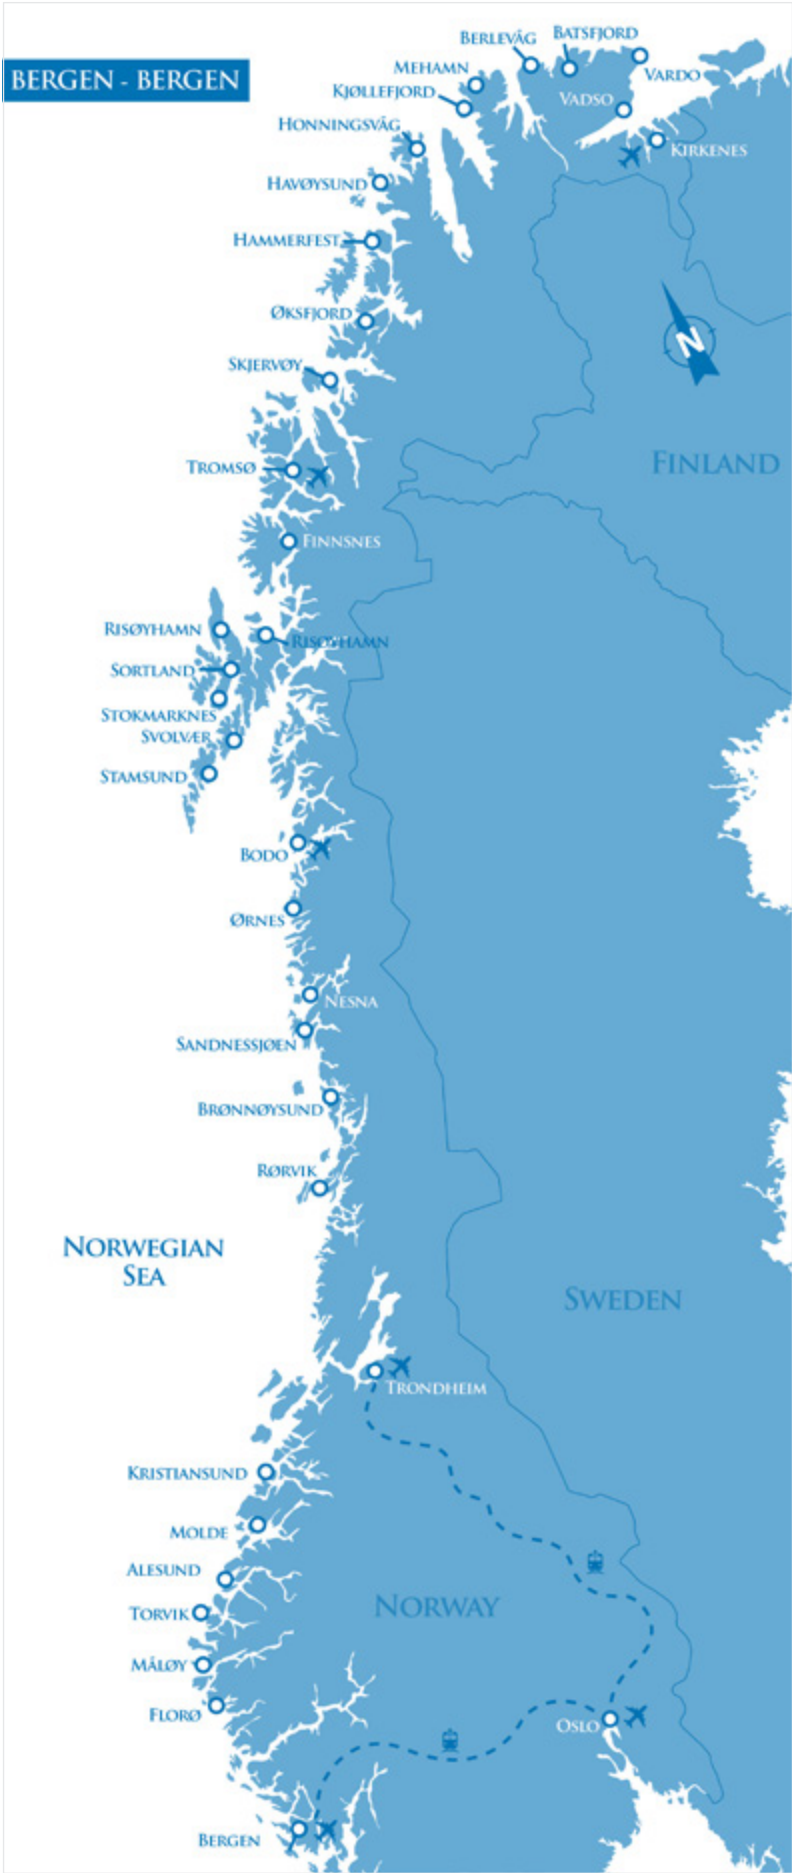 BERGEN - BERGEN
BERLEVÅG
BATSFJORD
MEHAMN
VARDO
KJØLLEFJORD
VADSO
HONNINGSVÅG
KIRKENES
HAVØYSUND
HAMMERFEST
ØKSFJORD
N
SKJERVØY
FINLAND
TROMSØ
FINNSNES
RISØYHAMN
RISØYHAMN
SORTLAND
STOKMARKNES
SVOLVÆR
STAMSUND
BODO
ØRNES
NESNA
SANDNESSJØEN
BRØNNØYSUND
RØRVIK
NORWEGIAN
SEA
SWEDEN
TRONDHEIM
KRISTIANSUND
MOLDE
ALESUND
NORWAY
TORVIK
MÅLØY
FLORØ
OSLO
BERGEN